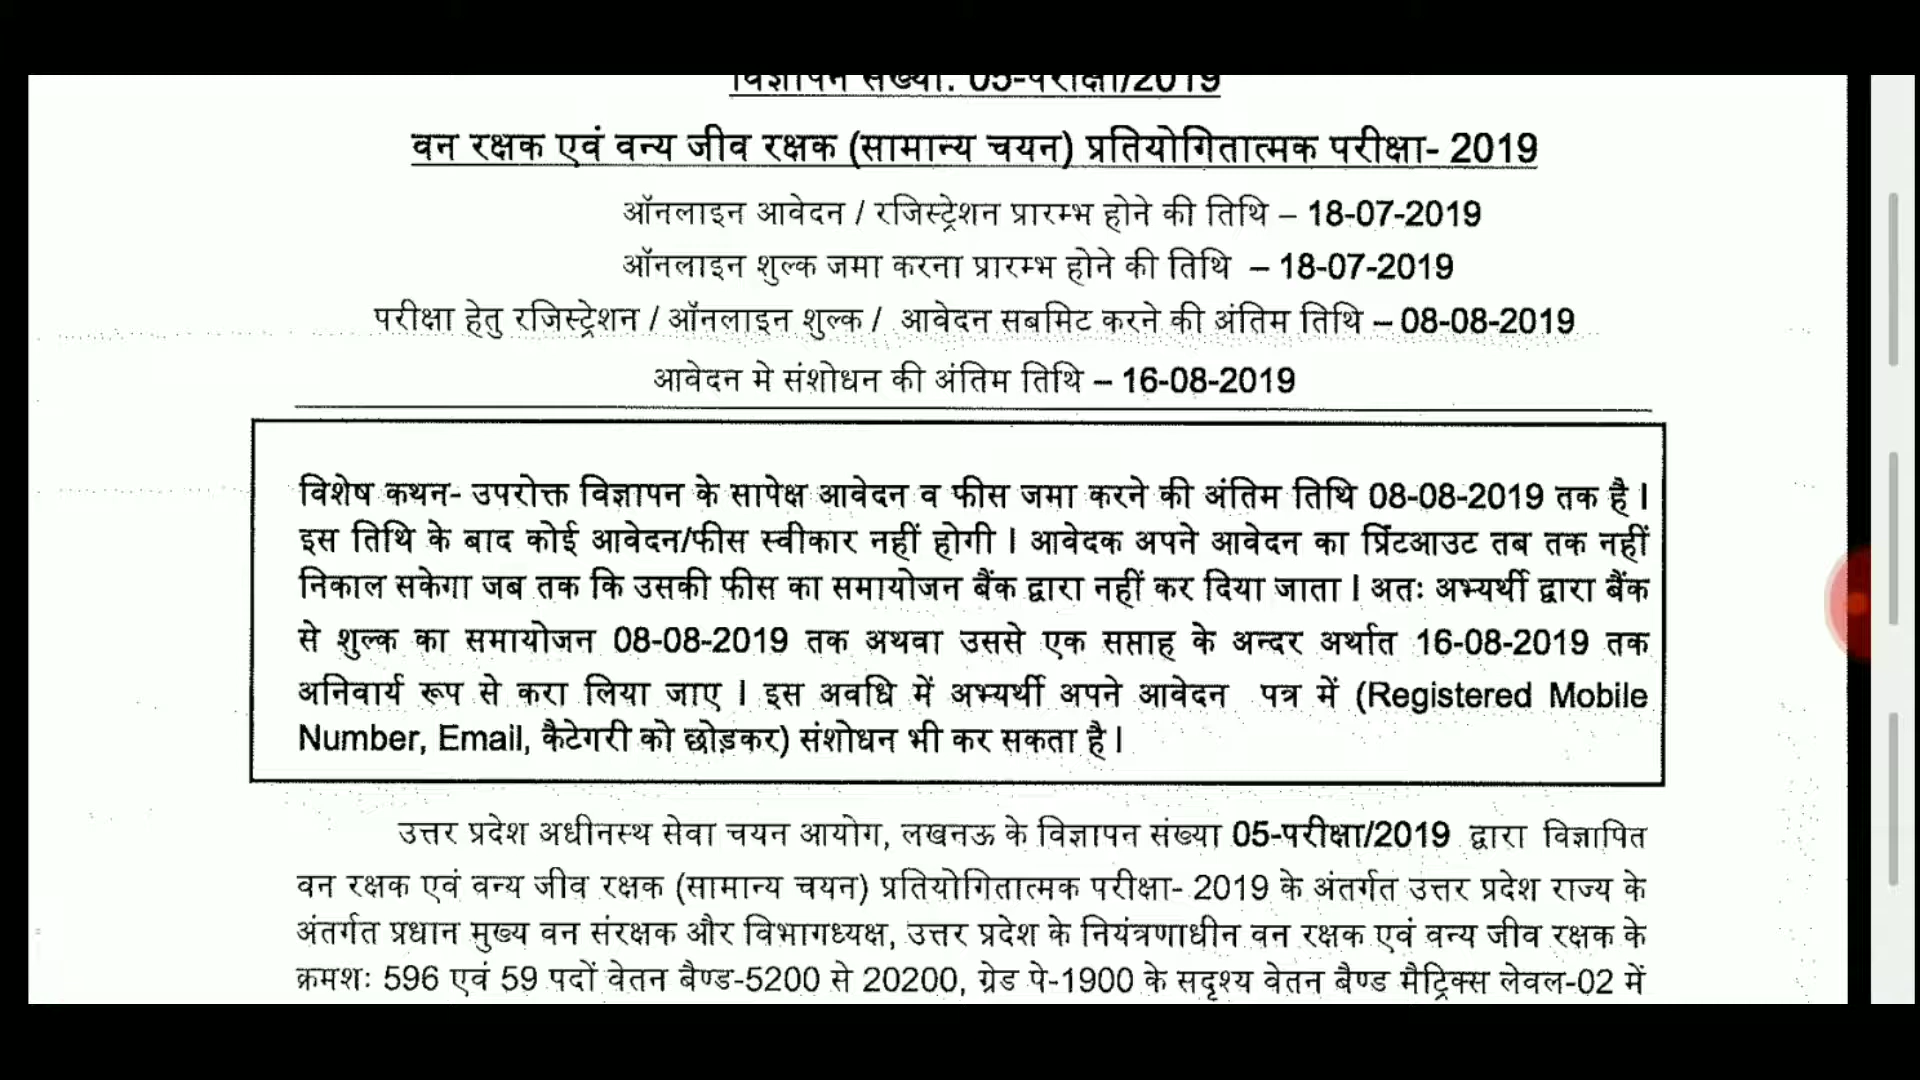 विज्ञापन संख्या: 05-परीक्षा/2019
वन रक्षक एवं वन्य जीव रक्षक (सामान्य चयन) प्रतियोगितात्मक परीक्षा- 2019
ऑनलाइन आवेदन / रजिस्ट्रेशन प्रारम्भ होने की तिथि – 18-07-2019
ऑनलाइन शुल्क जमा करना प्रारम्भ होने की तिथि – 18-07-2019
परीक्षा हेतु रजिस्ट्रेशन / ऑनलाइन शुल्क / आवेदन सबमिट करने की अंतिम तिथि – 08-08-2019
आवेदन मे संशोधन की अंतिम तिथि – 16-08-2019
विशेष कथन- उपरोक्त विज्ञापन के सापेक्ष आवेदन व फीस जमा करने की अंतिम तिथि 08-08-2019 तक है।
इस तिथि के बाद कोई आवेदन/फीस स्वीकार नहीं होगी। आवेदक अपने आवेदन का प्रिंटआउट तब तक नहीं
निकाल सकेगा जब तक कि उसकी फीस का समायोजन बैंक द्वारा नहीं कर दिया जाता। अतः अभ्यर्थी द्वारा बैंक
से शुल्क का समायोजन 08-08-2019 तक अथवा उससे एक सप्ताह के अन्दर अर्थात 16-08-2019 तक
अनिवार्य रूप से करा लिया जाए। इस अवधि में अभ्यर्थी अपने आवेदन पत्र में (Registered Mobile
Number, Email, कैटेगरी को छोड़कर) संशोधन भी कर सकता है।
उत्तर प्रदेश अधीनस्थ सेवा चयन आयोग, लखनऊ के विज्ञापन संख्या 05-परीक्षा/2019 द्वारा विज्ञापित
वन रक्षक एवं वन्य जीव रक्षक (सामान्य चयन) प्रतियोगितात्मक परीक्षा- 2019 के अंतर्गत उत्तर प्रदेश राज्य के
अंतर्गत प्रधान मुख्य वन संरक्षक और विभागध्यक्ष, उत्तर प्रदेश के नियंत्रणाधीन वन रक्षक एवं वन्य जीव रक्षक के
क्रमशः 596 एवं 59 पदों वेतन बैण्ड-5200 से 20200, ग्रेड पे-1900 के सदृश्य वेतन बैण्ड मैट्रिक्स लेवल-02 में